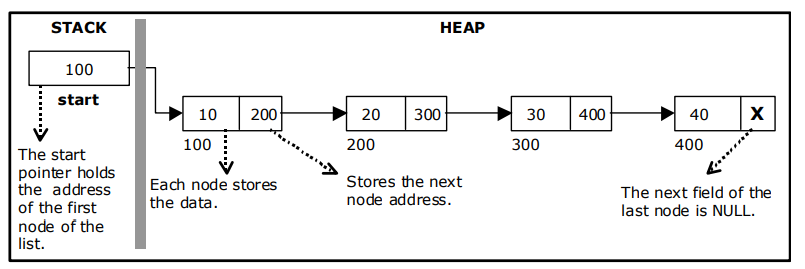 STACK
HEAP
100
start
10 200
20 300
30 400
40 X
100
200
300
400
The start
pointer holds
the address
of the first
node of the
list.
Each node stores
the data.
Stores the next
node address.
The next field of the
last node is NULL.